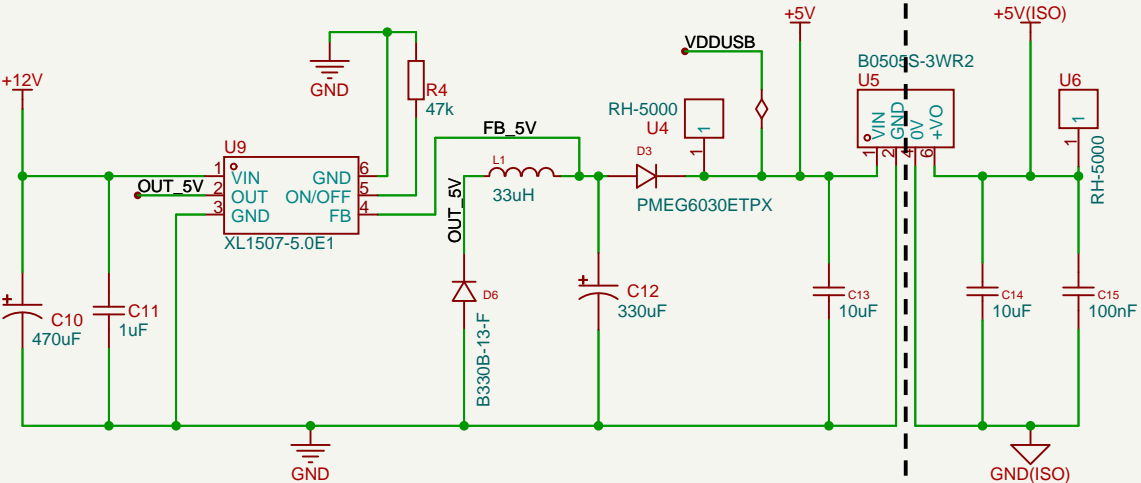 +12V
GND
R4
47k
VDDUSB
+5V
+5V(ISO)
B0505S-3WR2
U5
U6
RH-5000
U4
1
1
1
1
RH-5000
VIN
GND
0V
+VO
1
2
4
6
U9
1
2
3
VIN
OUT
GND
GND
ON/OFF
FB
6
5
4
XL1507-5.0E1
OUT_5V
FB_5V
OUT_5V
L1
33uH
D3
PMEG6030ETPX
D6
B330B-13-F
+
C10
470uF
C11
1uF
+
C12
330uF
C13
10uF
C14
10uF
C15
100nF
GND
GND(ISO)